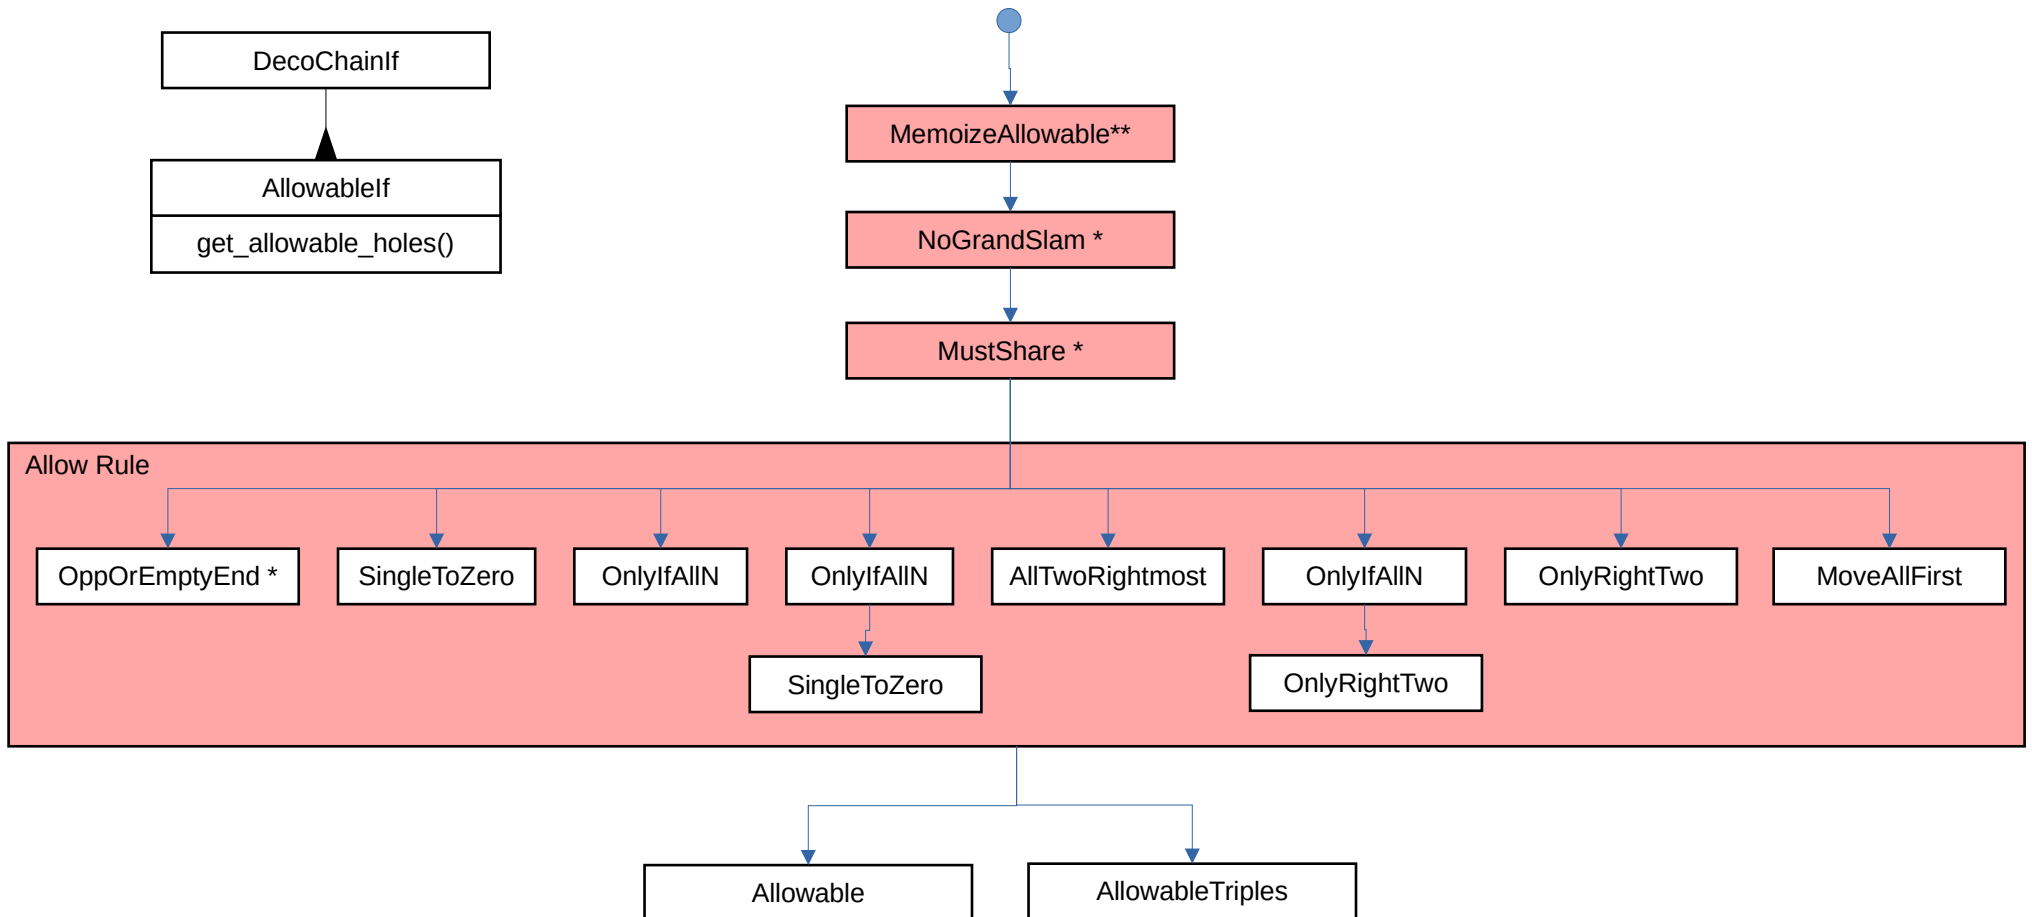 DecoChainIf
AllowableIf
get_allowable_holes()
MemoizeAllowable**
NoGrandSlam *
MustShare *
Allow Rule
OppOrEmptyEnd *
SingleToZero
OnlyIfAllN
OnlyIfAllN
AllTwoRightmost
OnlyIfAllN
OnlyRightTwo
MoveAllFirst
SingleToZero
OnlyRightTwo
Allowable
AllowableTriples